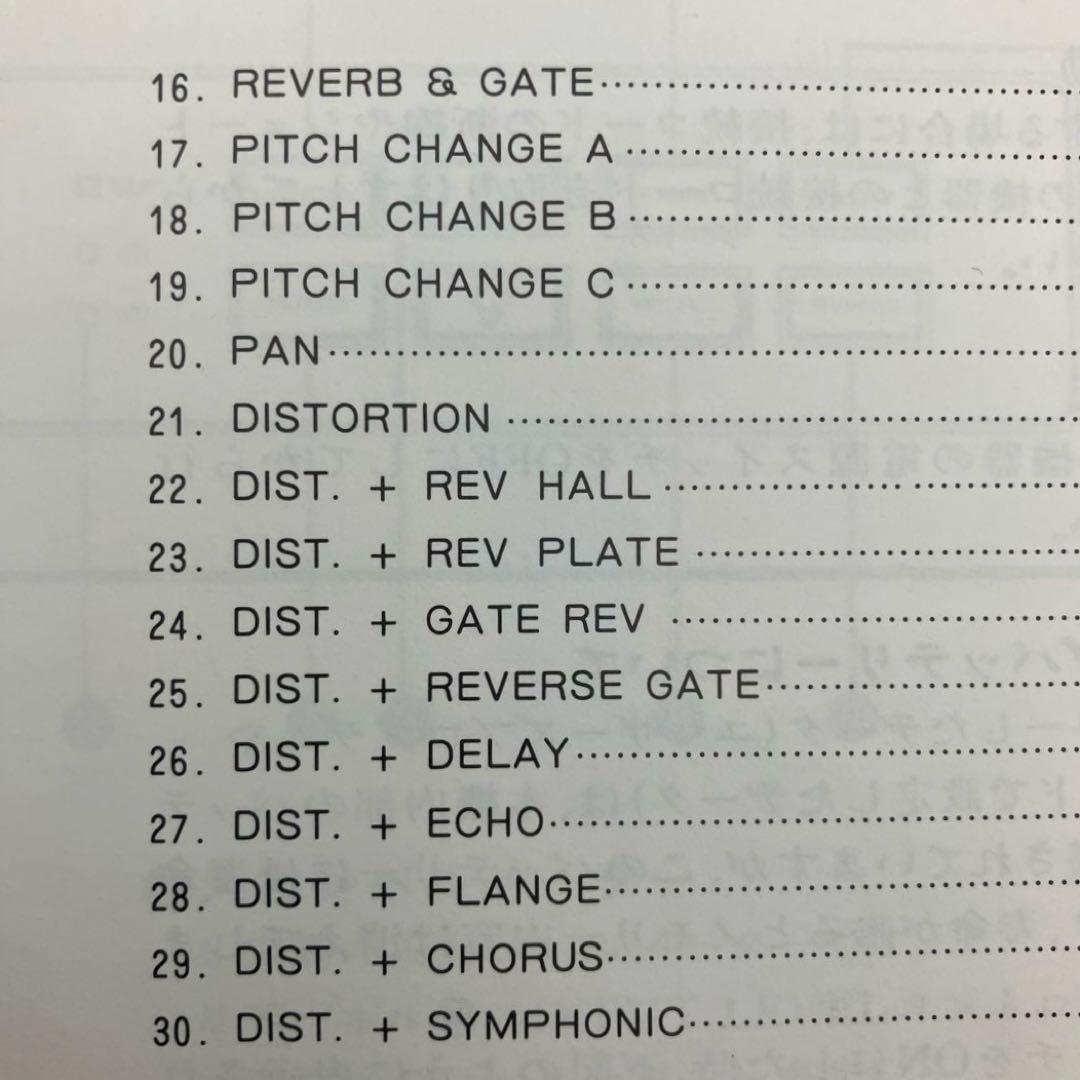 16. REVERB & GATE
17. PITCH CHANGE A
18. PITCH CHANGE B
19. PITCH CHANGE C
20. PAN
21. DISTORTION
22. DIST. + REV HALL
23. DIST. + REV PLATE
24. DIST. + GATE REV
25. DIST. + REVERSE GATE
26. DIST. + DELAY
27. DIST. + ECHO
28. DIST. + FLANGE
29. DIST. + CHORUS
30. DIST. + SYMPHONIC